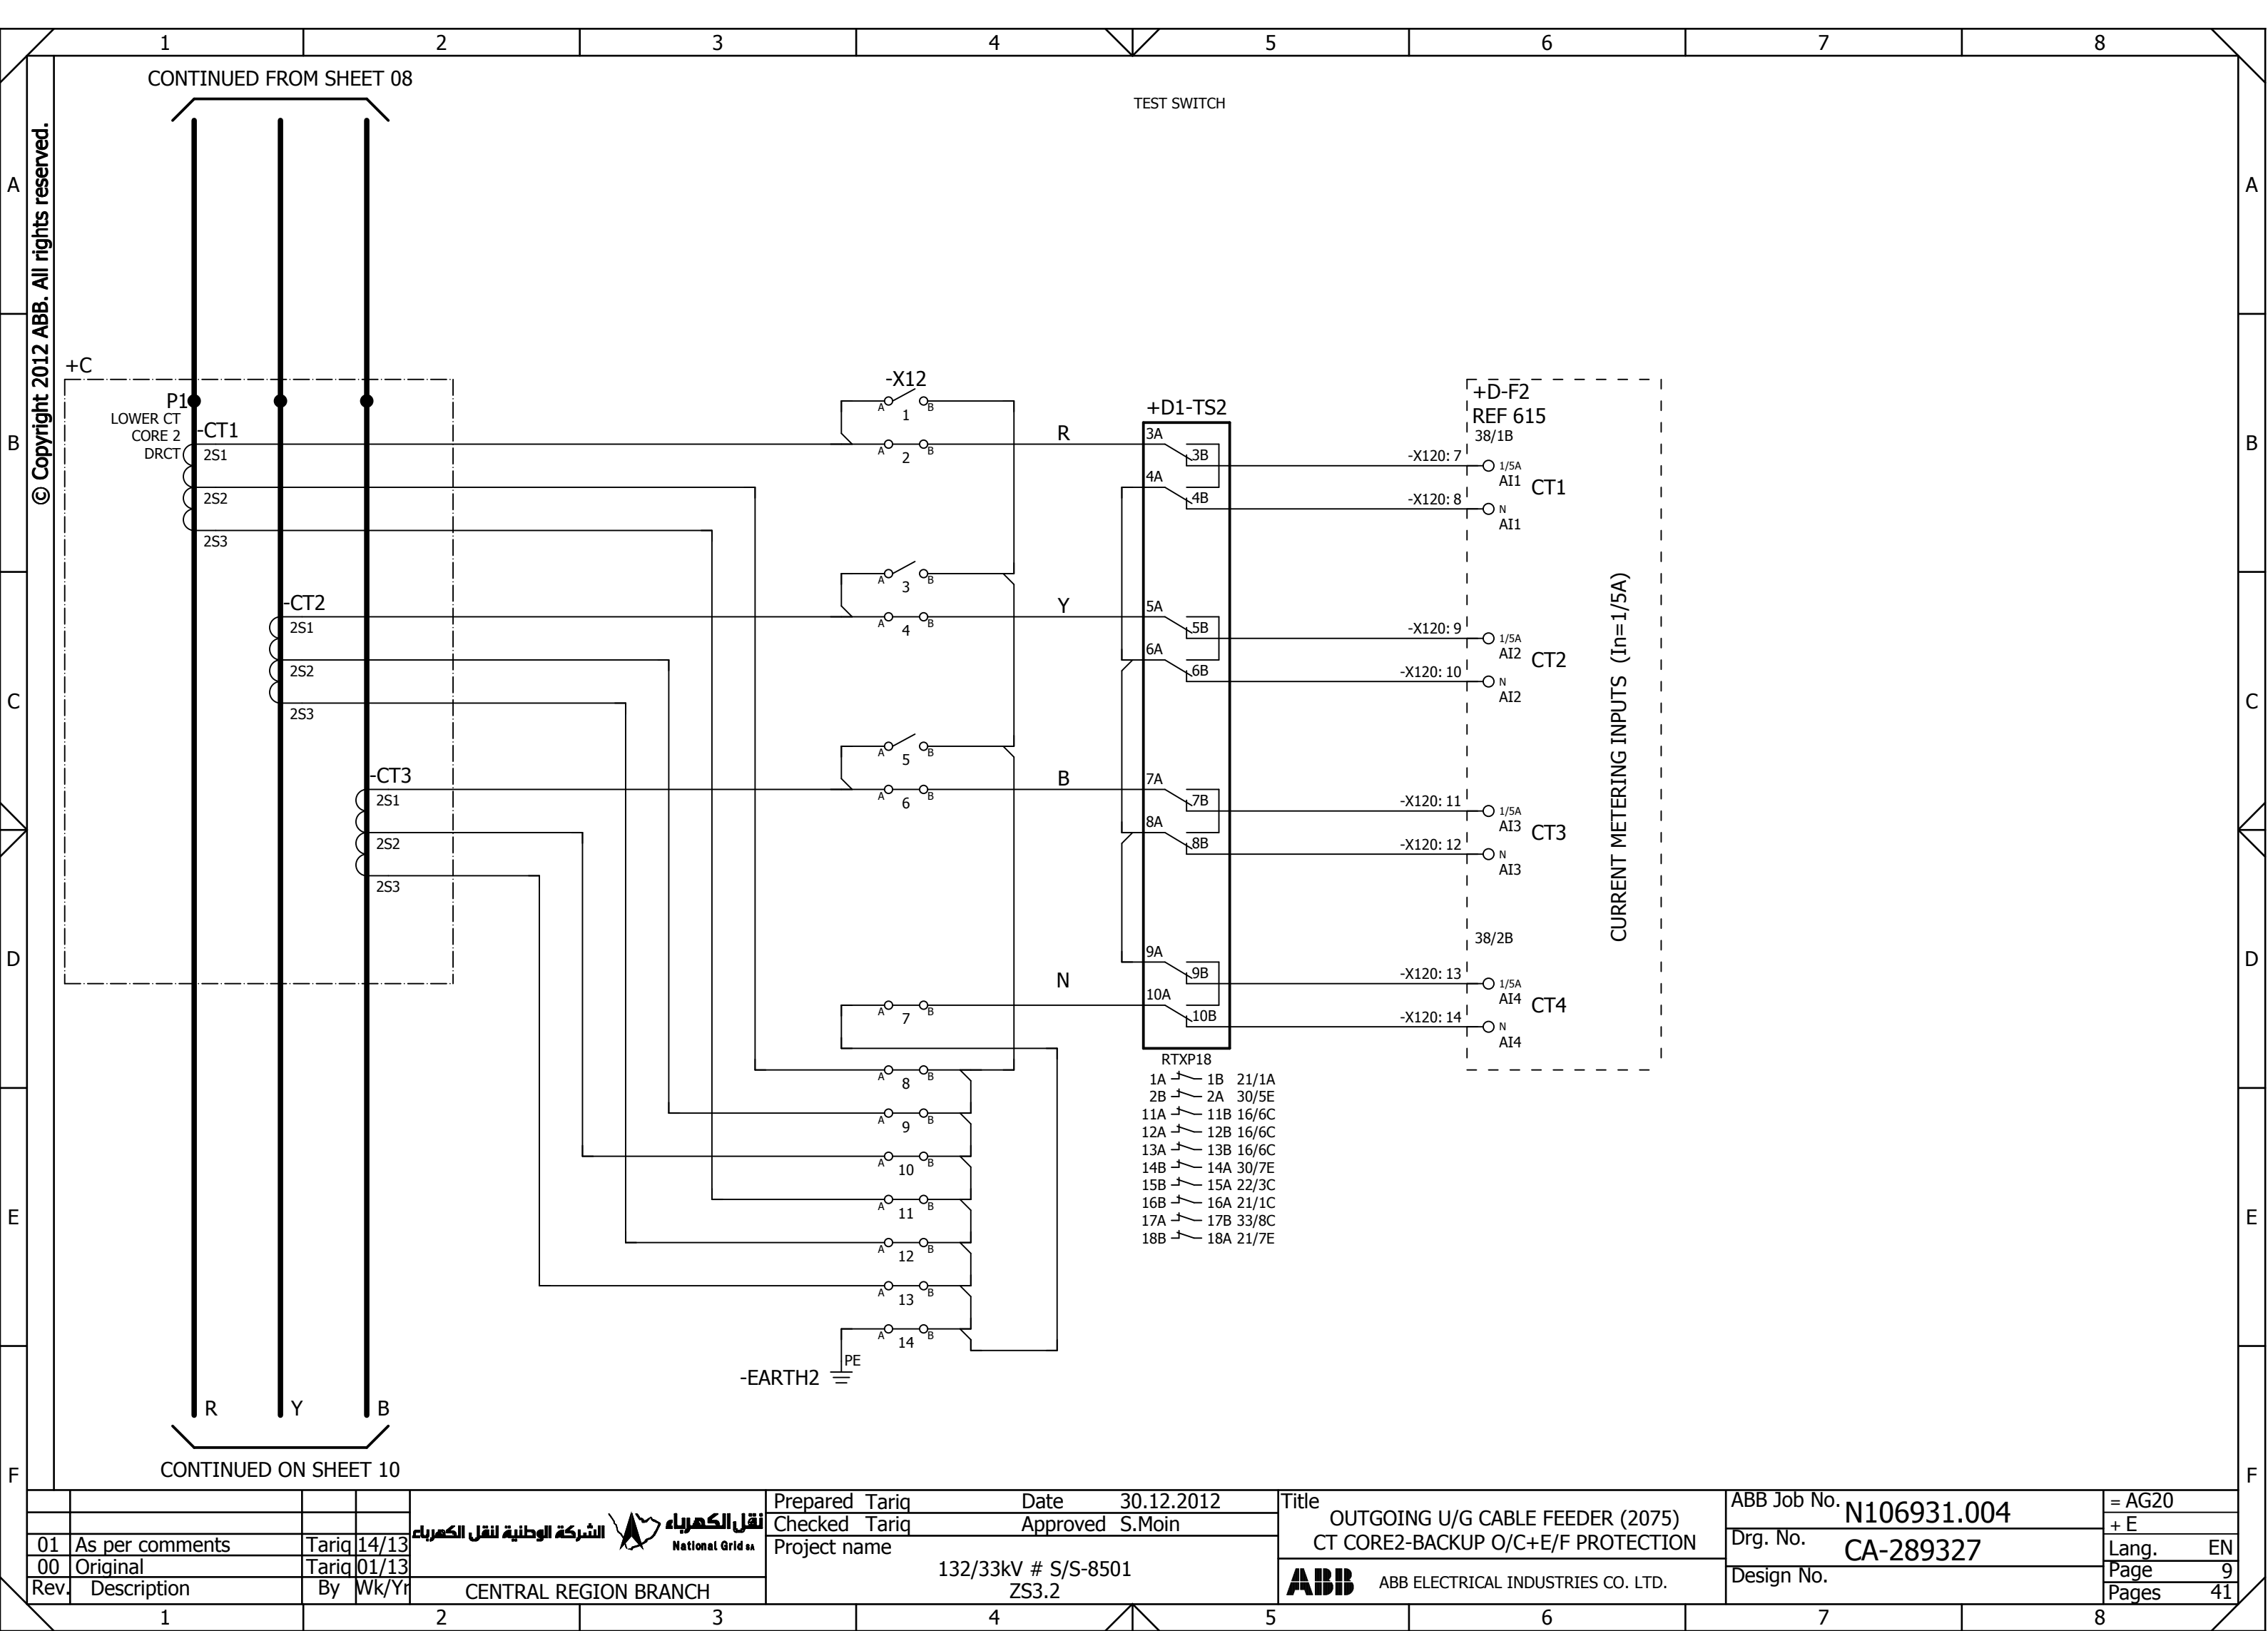 1 2 3 4 5 6 7 8
CONTINUED FROM SHEET 08
TEST SWITCH
© Copyright 2012 ABB. All rights reserved.
A A
B B
C C
D D
E E
F F
+C
P1
LOWER CT
CORE 2
DRCT
-CT1
2S1
2S2
2S3
-CT2
2S1
2S2
2S3
-CT3
2S1
2S2
2S3
-X12
A 1 B
A 2 B
R
A 3 B
A 4 B
Y
A 5 B
A 6 B
B
A 7 B
N
A 8 B
A 9 B
A 10 B
A 11 B
A 12 B
A 13 B
A 14 B
PE
-EARTH2
+D1-TS2
3A
3B
4A
4B
5A
5B
6A
6B
7A
7B
8A
8B
9A
9B
10A
10B
RTXP18
1A 1B 21/1A
2B 2A 30/5E
11A 11B 16/6C
12A 12B 16/6C
13A 13B 16/6C
14B 14A 30/7E
15B 15A 22/3C
16B 16A 21/1C
17A 17B 33/8C
18B 18A 21/7E
+D-F2
REF 615
38/1B
-X120: 7 1/5A
AI1 CT1
-X120: 8 N
AI1
-X120: 9 1/5A
AI2 CT2
-X120: 10 N
AI2
-X120: 11 1/5A
AI3 CT3
-X120: 12 N
AI3
38/2B
-X120: 13 1/5A
AI4 CT4
-X120: 14 N
AI4
CURRENT METERING INPUTS (In=1/5A)
R Y B
CONTINUED ON SHEET 10
01 As per comments Tariq 14/13
00 Original Tariq 01/13
Rev. Description By Wk/Yr
الشركة الوطنية لنقل الكهرباء
نقل الكهرباء
National Grid SA
CENTRAL REGION BRANCH
Prepared Tariq Date 30.12.2012
Checked Tariq Approved S.Moin
Project name
132/33kV # S/S-8501
ZS3.2
Title
OUTGOING U/G CABLE FEEDER (2075)
CT CORE2-BACKUP O/C+E/F PROTECTION
ABB ABB ELECTRICAL INDUSTRIES CO. LTD.
ABB Job No. N106931.004
Drg. No. CA-289327
Design No.
= AG20
+ E
Lang. EN
Page 9
Pages 41
1 2 3 4 5 6 7 8